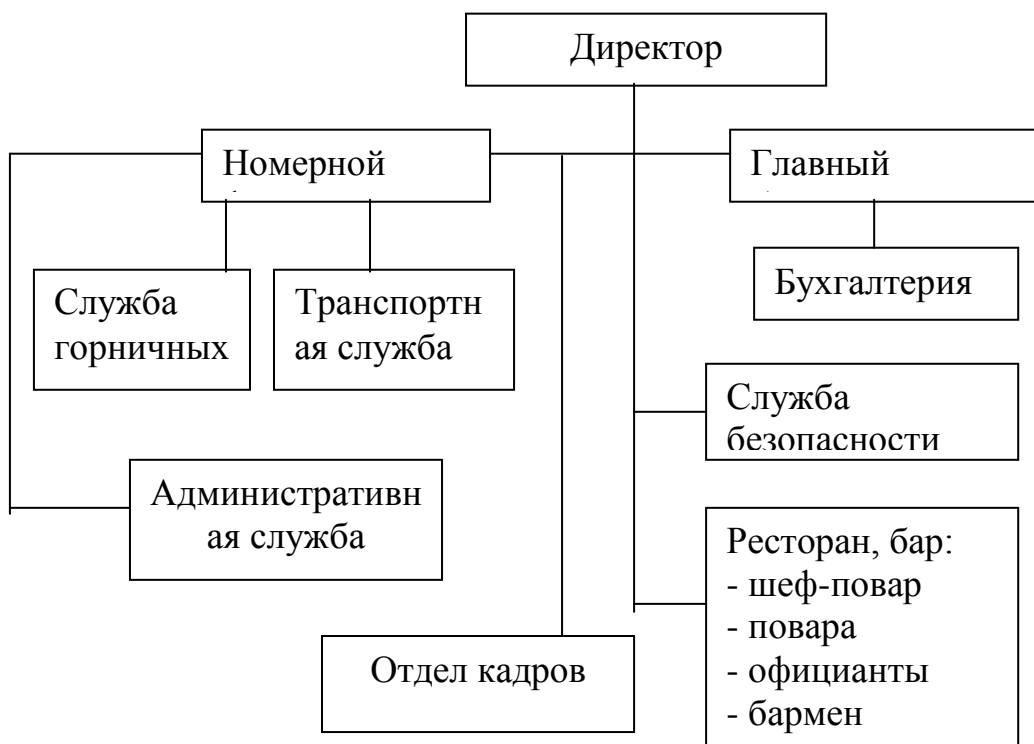 Директор
Номерной
Главный
Служба
горничных
Транспортн
ая служба
Бухгалтерия
Служба
безопасности
Административн
ая служба
Ресторан, бар:
- шеф-повар
- повара
- официанты
- бармен
Отдел кадров